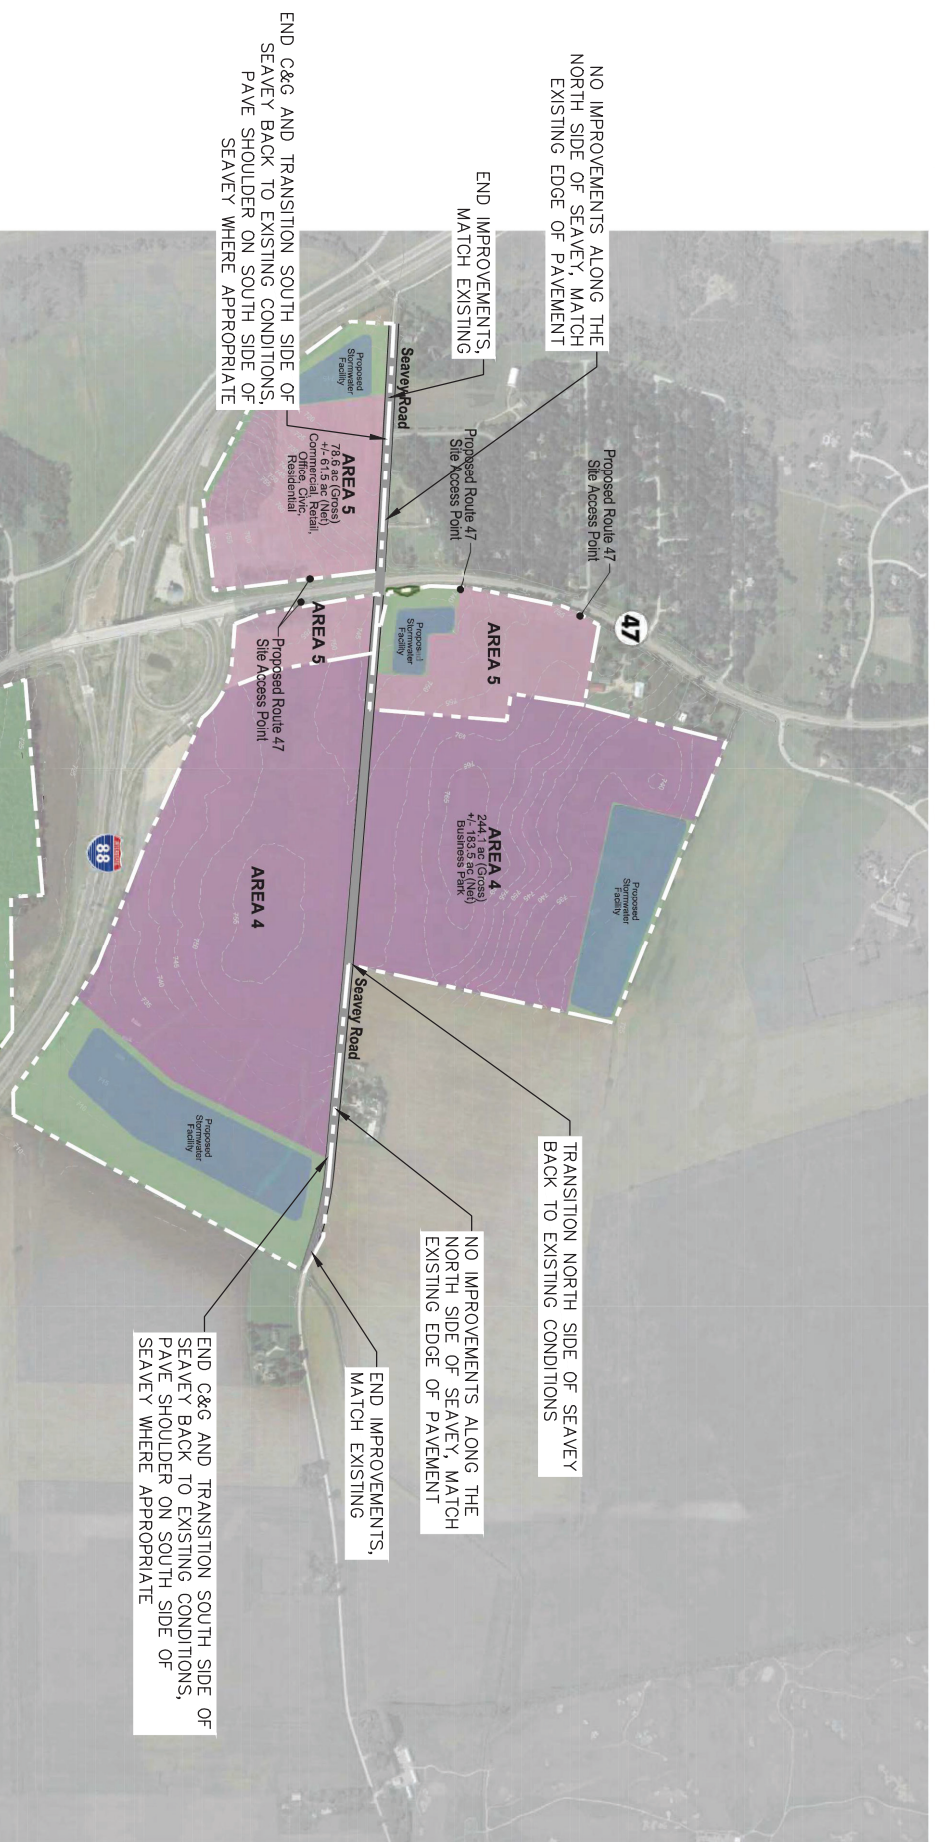 NO IMPROVEMENTS ALONG THE
NORTH SIDE OF SEAVEY, MATCH
EXISTING EDGE OF PAVEMENT
END IMPROVEMENTS,
MATCH EXISTING
END C&G AND TRANSITION SOUTH SIDE OF
SEAVEY BACK TO EXISTING CONDITIONS,
PAVE SHOULDER ON SOUTH SIDE OF
SEAVEY WHERE APPROPRIATE
Seavey Road
Proposed
Stormwater
Facility
AREA 5
78.6 ac (Gross)
+/- 61.5 ac (Net)
Commercial, Retail,
Office, Civic,
Residential
Proposed Route 47
Site Access Point
Proposed Route 47
Site Access Point
47
AREA 5
Proposed
Stormwater
Facility
AREA 5
Proposed Route 47
Site Access Point
AREA 4
244.1 ac (Gross)
+/- 183.5 ac (Net)
Business Park
Proposed
Stormwater
Facility
AREA 4
88
Seavey Road
Proposed
Stormwater
Facility
TRANSITION NORTH SIDE OF SEAVEY
BACK TO EXISTING CONDITIONS
NO IMPROVEMENTS ALONG THE
NORTH SIDE OF SEAVEY, MATCH
EXISTING EDGE OF PAVEMENT
END IMPROVEMENTS,
MATCH EXISTING
END C&G AND TRANSITION SOUTH SIDE OF
SEAVEY BACK TO EXISTING CONDITIONS,
PAVE SHOULDER ON SOUTH SIDE OF
SEAVEY WHERE APPROPRIATE